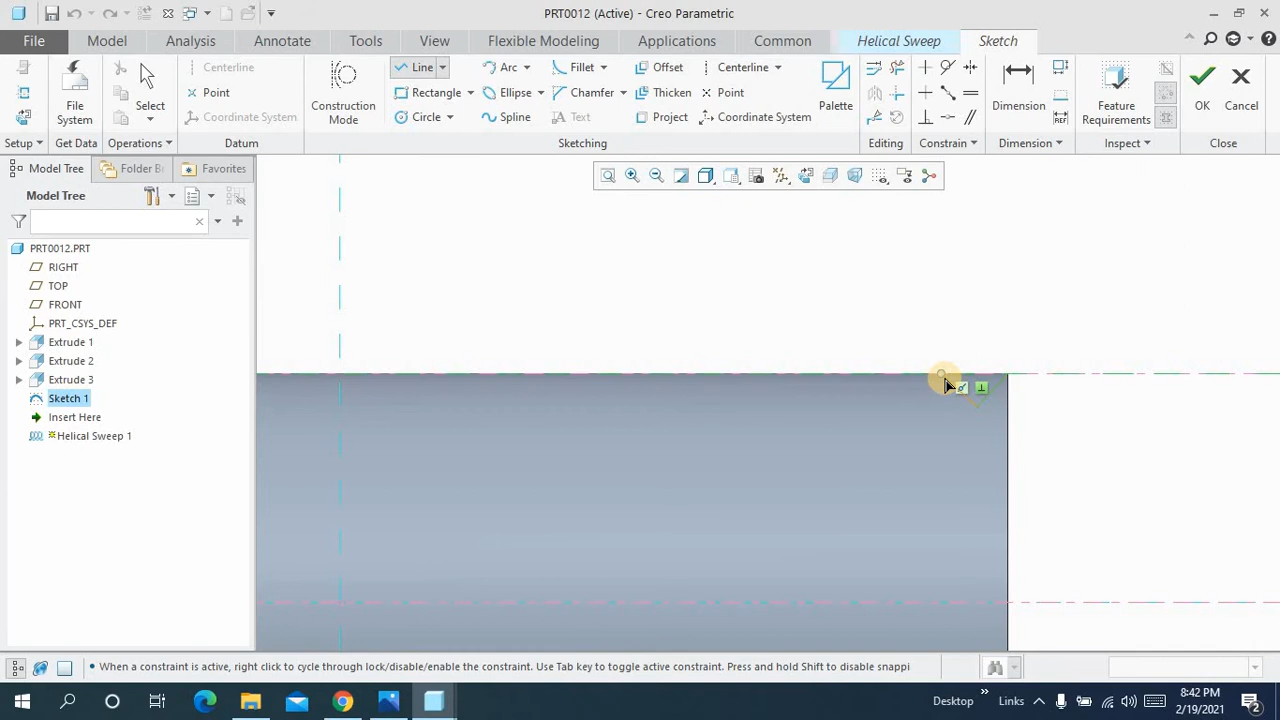 PRT0012 (Active) - Creo Parametric
File Model Analysis Annotate Tools View Flexible Modeling Applications Common Helical Sweep Sketch
Line Arc Fillet Offset Centerline
Centerline
Rectangle Ellipse Chamfer Thicken Point
Point
Circle Spline Text Project Coordinate System
Coordinate System
File System
Select
Construction Mode
Palette
Dimension
Feature Requirements
OK
Cancel
Setup Get Data Operations Datum Sketching Editing Constrain Dimension Inspect Close
Model Tree Folder B Favorites
Model Tree
PRT0012.PRT
RIGHT
TOP
FRONT
PRT_CSYS_DEF
Extrude 1
Extrude 2
Extrude 3
Sketch 1
Insert Here
Helical Sweep 1
• When a constraint is active, right click to cycle through lock/disable/enable the constraint. Use Tab key to toggle active constraint. Press and hold Shift to disable snappi
Desktop » Links
8:42 PM
2/19/2021
2